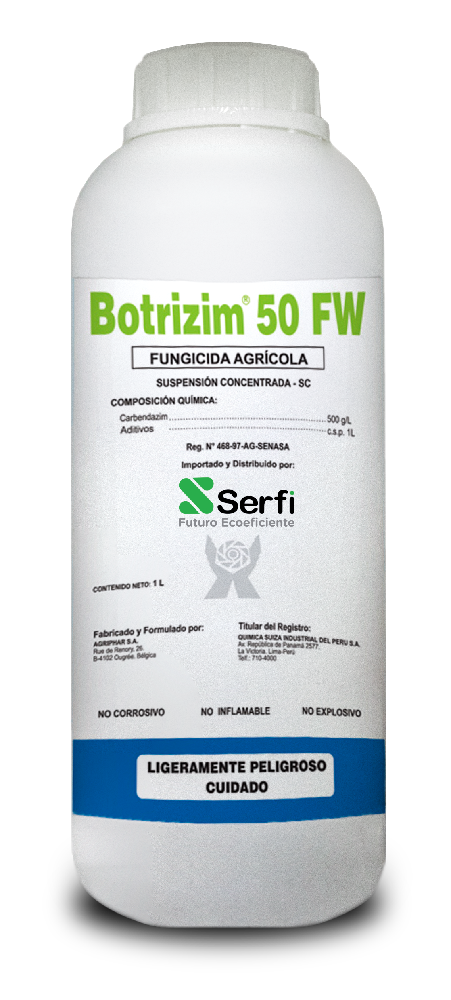 Botrizim® 50 FW
FUNGICIDA AGRÍCOLA
SUSPENSIÓN CONCENTRADA - SC
COMPOSICIÓN QUÍMICA:
Carbendazim ........................ 500 g/L
Aditivos ........................ c.s.p. 1L
Reg. N° 468-97-AG-SENASA
Importado y Distribuido por:
Serfi
Futuro Ecoeficiente
CONTENIDO NETO: 1 L
Fabricado y Formulado por:
AGRIPHAR S.A.
Rue de Renory, 26.
B-4102 Ougrée. Bélgica
Titular del Registro:
QUIMICA SUIZA INDUSTRIAL DEL PERU S.A.
Av. República de Panamá 2577.
La Victoria. Lima-Perú
Telf.: 710-4000
NO CORROSIVO NO INFLAMABLE NO EXPLOSIVO
LIGERAMENTE PELIGROSO
CUIDADO